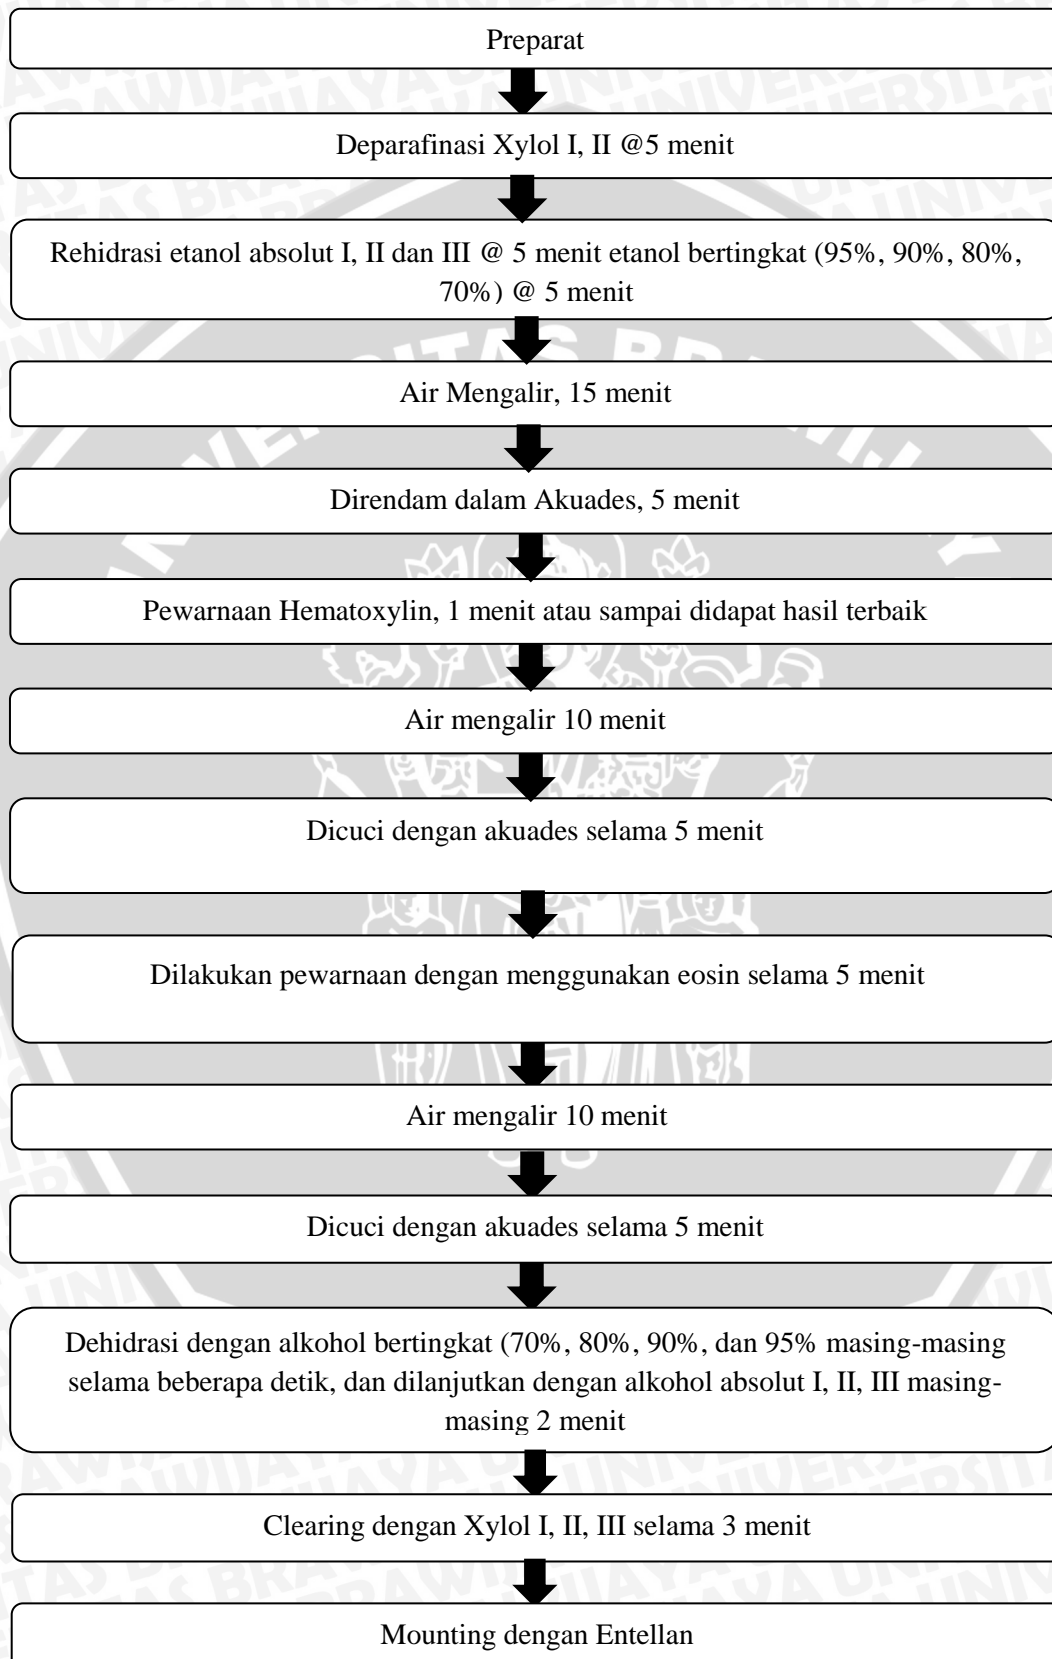 Preparat
Deparafinasi Xylol I, II @5 menit
Rehidrasi etanol absolut I, II dan III @ 5 menit etanol bertingkat (95%, 90%, 80%,
70%) @ 5 menit
Air Mengalir, 15 menit
Direndam dalam Akuades, 5 menit
Pewarnaan Hematoxylin, 1 menit atau sampai didapat hasil terbaik
Air mengalir 10 menit
Dicuci dengan akuades selama 5 menit
Dilakukan pewarnaan dengan menggunakan eosin selama 5 menit
Air mengalir 10 menit
Dicuci dengan akuades selama 5 menit
Dehidrasi dengan alkohol bertingkat (70%, 80%, 90%, dan 95% masing-masing
selama beberapa detik, dan dilanjutkan dengan alkohol absolut I, II, III masing-
masing 2 menit
Clearing dengan Xylol I, II, III selama 3 menit
Mounting dengan Entellan